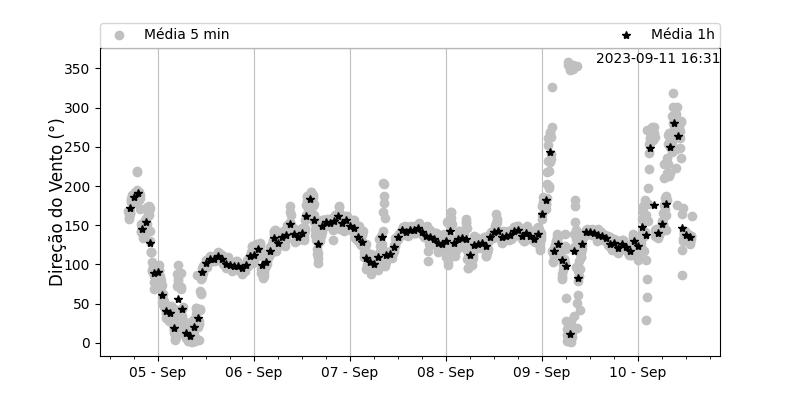 Média 5 min
Média 1h
2023-09-11 16:31
Direção do Vento (°)
350
300
250
200
150
100
50
0
05 - Sep
06 - Sep
07 - Sep
08 - Sep
09 - Sep
10 - Sep